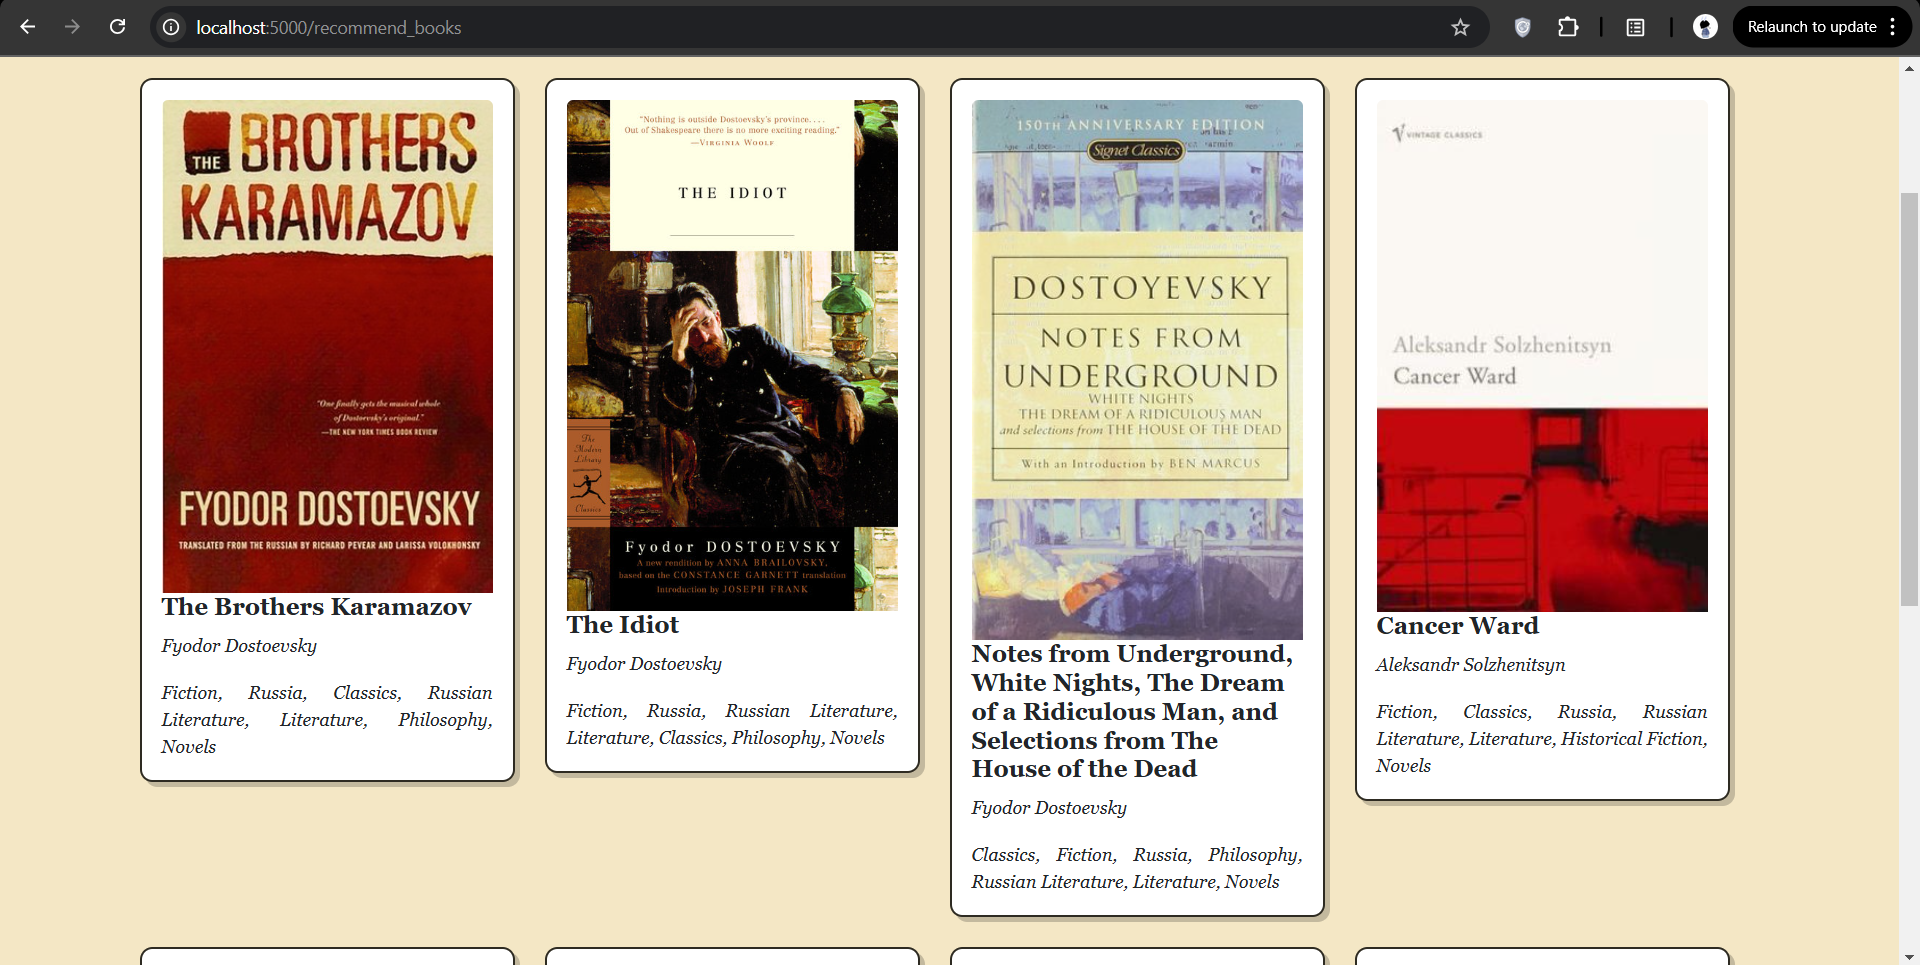 localhost:5000/recommend_books
Relaunch to update
THE BROTHERS
KARAMAZOV
"One finally gets the musical whole
of Dostoevsky's original."
—THE NEW YORK TIMES BOOK REVIEW
FYODOR DOSTOEVSKY
TRANSLATED FROM THE RUSSIAN BY RICHARD PEVEAR AND LARISSA VOLOKHONSKY
The Brothers Karamazov
Fyodor Dostoevsky
Fiction, Russia, Classics, Russian
Literature, Literature, Philosophy,
Novels
"Nothing is outside Dostoevsky's province. . . .
Out of Shakespeare there is no more exciting reading."
—VIRGINIA WOOLF
THE IDIOT
The
Modern
Library
Classics
Fyodor DOSTOEVSKY
A new rendition by ANNA BRAILOVSKY,
based on the CONSTANCE GARNETT translation
Introduction by JOSEPH FRANK
The Idiot
Fyodor Dostoevsky
Fiction, Russia, Russian Literature,
Literature, Classics, Philosophy, Novels
150TH ANNIVERSARY EDITION
Signet Classics
DOSTOYEVSKY
NOTES FROM
UNDERGROUND
WHITE NIGHTS
THE DREAM OF A RIDICULOUS MAN
and selections from THE HOUSE OF THE DEAD
With an Introduction by BEN MARCUS
Notes from Underground,
White Nights, The Dream
of a Ridiculous Man, and
Selections from The
House of the Dead
Fyodor Dostoevsky
Classics, Fiction, Russia, Philosophy,
Russian Literature, Literature, Novels
VINTAGE CLASSICS
Aleksandr Solzhenitsyn
Cancer Ward
Cancer Ward
Aleksandr Solzhenitsyn
Fiction, Classics, Russia, Russian
Literature, Literature, Historical Fiction,
Novels